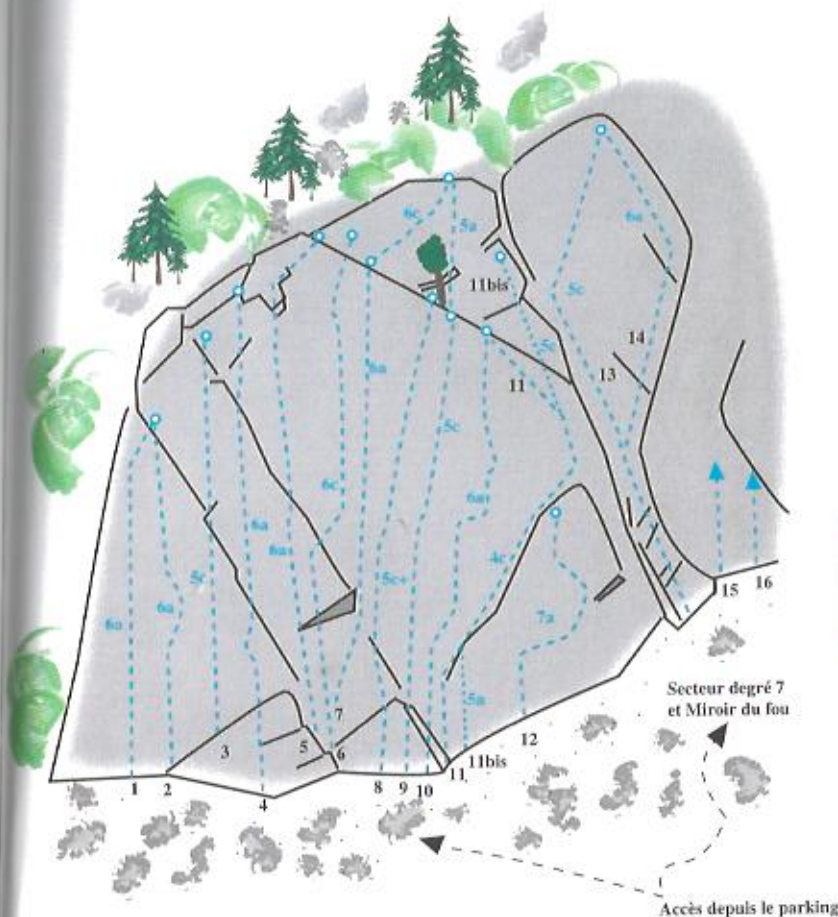 6c
5a
6a
5c
11bis
14
5c
13
11
6a
5c
6c
6a
6a
6a+
5c+
4c
5c
6a
6a
7a
15
16
5a
Secteur degré 7
et Miroir du fou
7
3
5
6
12
11bis
11
1
2
8
9
10
4
Accès depuis le parking